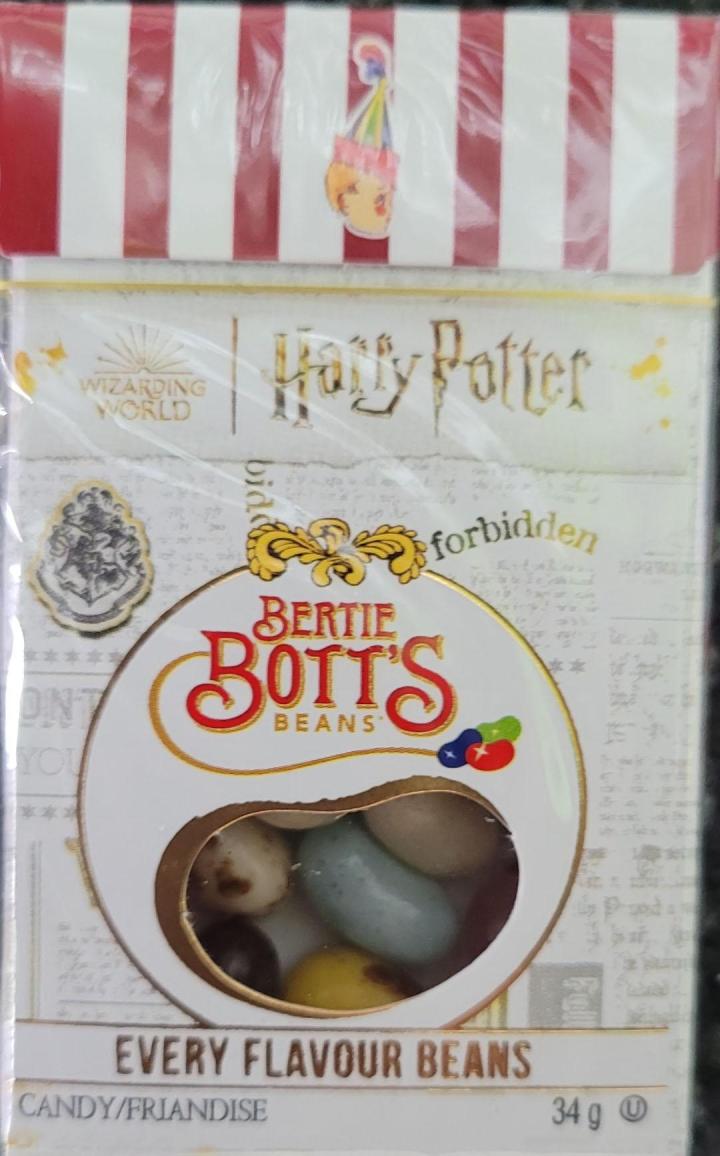 WIZARDING
WORLD
Harry Potter
forbidden
BERTIE
BOTT'S
BEANS
EVERY FLAVOUR BEANS
CANDY/FRIANDISE
34 g U